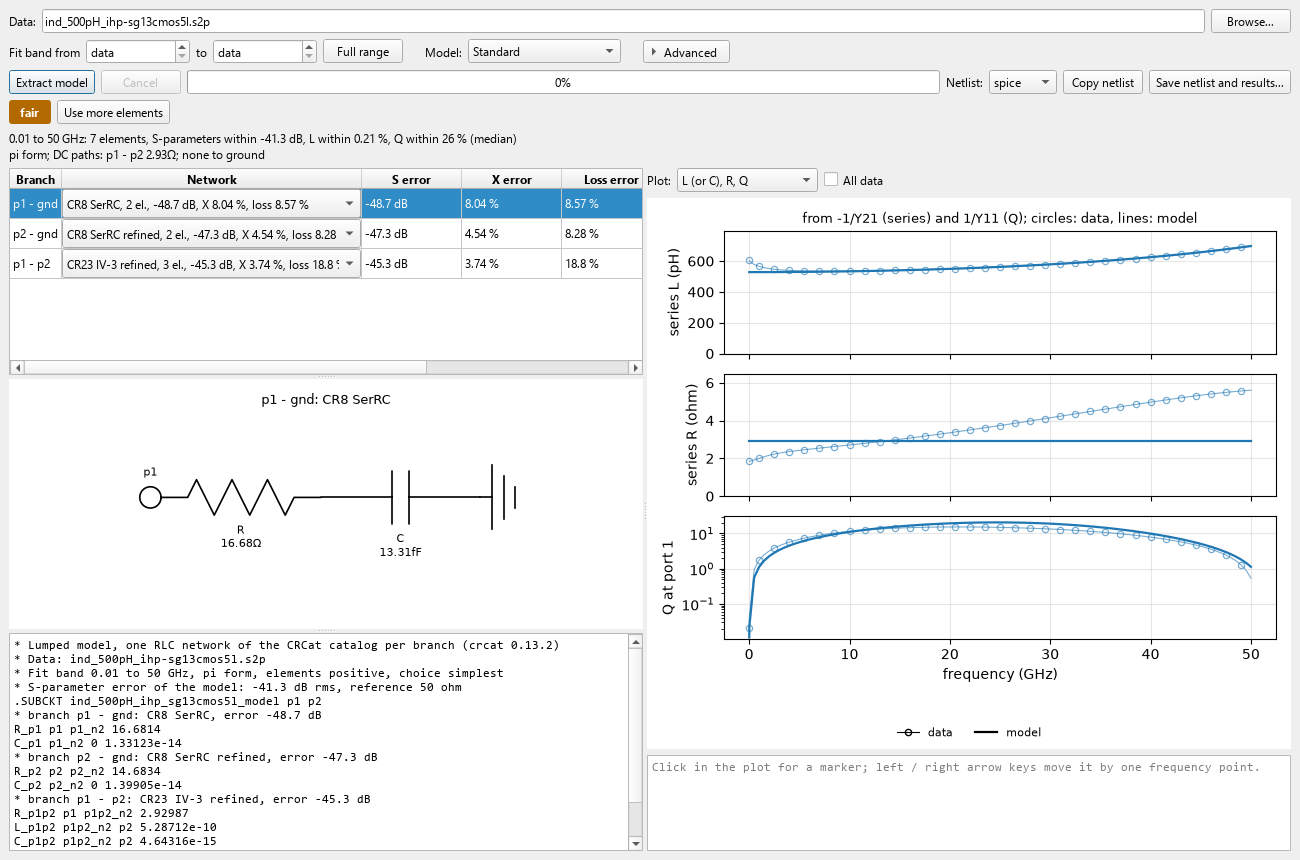 Data: ind_500pH_ihp-sg13cmos5l.s2p Browse...
Fit band from data to data Full range Model: Standard Advanced
Extract model Cancel 0% Netlist: spice Copy netlist Save netlist and results...
fair Use more elements
0.01 to 50 GHz: 7 elements, S-parameters within -41.3 dB, L within 0.21 %, Q within 26 % (median)
pi form; DC paths: p1 - p2 2.93Ω; none to ground
Branch Network S error X error Loss error
p1 - gnd CR8 SerRC, 2 el., -48.7 dB, X 8.04 %, loss 8.57 % -48.7 dB 8.04 % 8.57 %
p2 - gnd CR8 SerRC refined, 2 el., -47.3 dB, X 4.54 %, loss 8.28 -47.3 dB 4.54 % 8.28 %
p1 - p2 CR23 IV-3 refined, 3 el., -45.3 dB, X 3.74 %, loss 18.8 % -45.3 dB 3.74 % 18.8 %
p1 - gnd: CR8 SerRC
p1
R
16.68Ω
C
13.31fF
* Lumped model, one RLC network of the CRCat catalog per branch (crcat 0.13.2)
* Data: ind_500pH_ihp-sg13cmos5l.s2p
* Fit band 0.01 to 50 GHz, pi form, elements positive, choice simplest
* S-parameter error of the model: -41.3 dB rms, reference 50 ohm
.SUBCKT ind_500pH_ihp_sg13cmos5l_model p1 p2
* branch p1 - gnd: CR8 SerRC, error -48.7 dB
R_p1 p1 p1_n2 16.6814
C_p1 p1_n2 0 1.33123e-14
* branch p2 - gnd: CR8 SerRC refined, error -47.3 dB
R_p2 p2 p2_n2 14.6834
C_p2 p2_n2 0 1.39905e-14
* branch p1 - p2: CR23 IV-3 refined, error -45.3 dB
R_p1p2 p1 p1p2_n2 2.92987
L_p1p2 p1p2_n2 p2 5.28712e-10
C_p1p2 p1p2_n2 p2 4.64316e-15
Plot: L (or C), R, Q All data
from -1/Y21 (series) and 1/Y11 (Q); circles: data, lines: model
series L (pH)
600
400
200
0
series R (ohm)
6
4
2
0
Q at port 1
10¹
10⁰
10⁻¹
0 10 20 30 40 50
frequency (GHz)
data model
Click in the plot for a marker; left / right arrow keys move it by one frequency point.